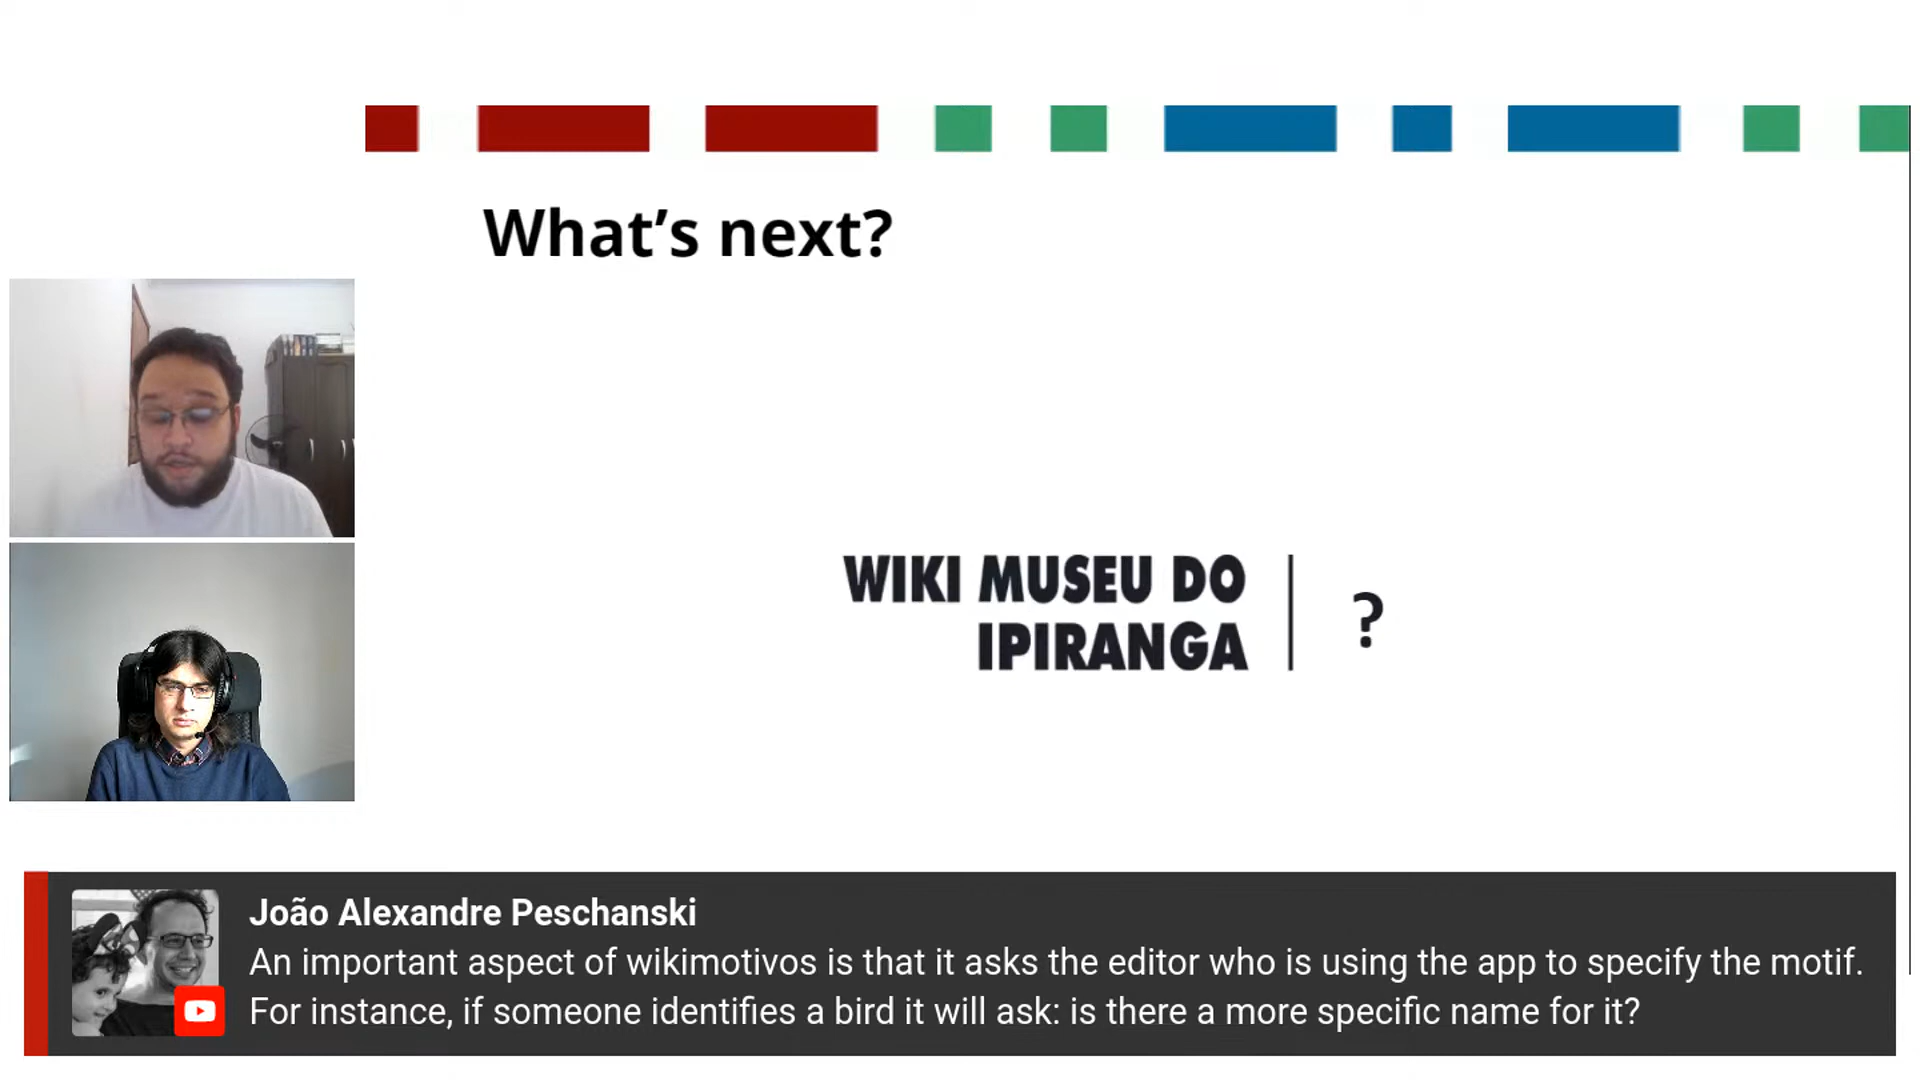 What’s next?
WIKI MUSEU DO
IPIRANGA
?
João Alexandre Peschanski
An important aspect of wikimotivos is that it asks the editor who is using the app to specify the motif.
For instance, if someone identifies a bird it will ask: is there a more specific name for it?